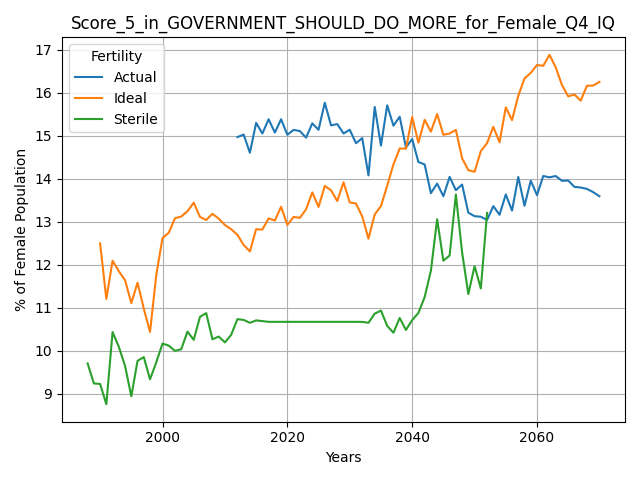 Score_5_in_GOVERNMENT_SHOULD_DO_MORE_for_Female_Q4_IQ
Fertility
Actual
Ideal
Sterile
% of Female Population
17
16
15
14
13
12
11
10
9
2000 2020 2040 2060
Years